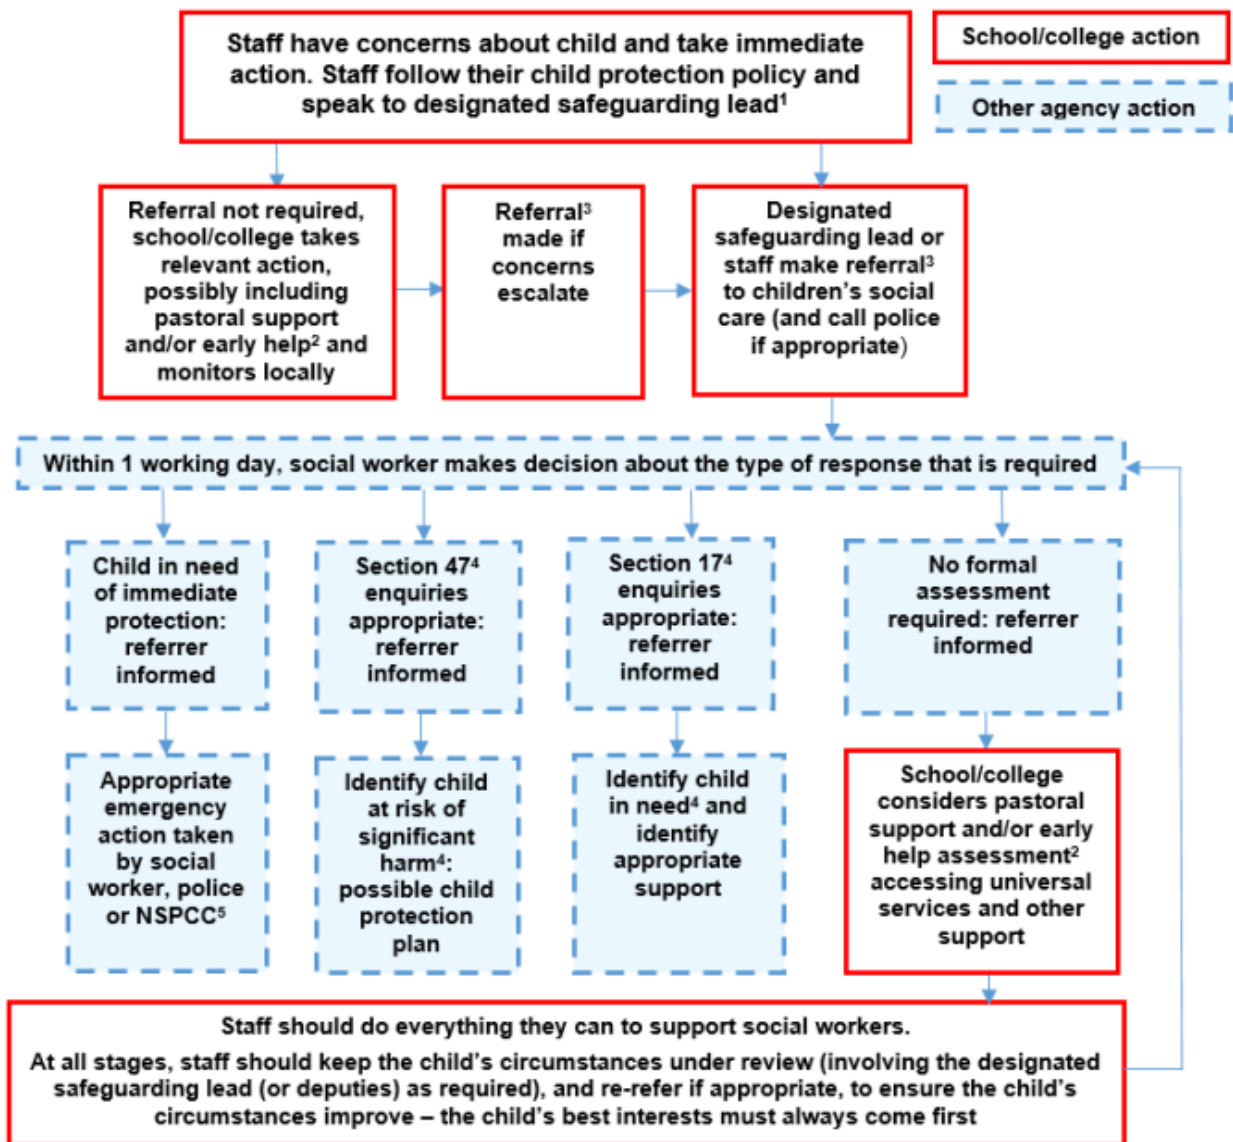 Staff have concerns about child and take immediate
action. Staff follow their child protection policy and
speak to designated safeguarding lead¹
School/college action
Other agency action
Referral not required,
school/college takes
relevant action,
possibly including
pastoral support
and/or early help² and
monitors locally
Referral³
made if
concerns
escalate
Designated
safeguarding lead or
staff make referral³
to children’s social
care (and call police
if appropriate)
Within 1 working day, social worker makes decision about the type of response that is required
Child in need
of immediate
protection:
referrer
informed
Section 47⁴
enquiries
appropriate:
referrer
informed
Section 17⁴
enquiries
appropriate:
referrer
informed
No formal
assessment
required: referrer
informed
Appropriate
emergency
action taken
by social
worker, police
or NSPCC⁵
Identify child
at risk of
significant
harm⁴:
possible child
protection
plan
Identify child
in need⁴ and
identify
appropriate
support
School/college
considers pastoral
support and/or early
help assessment²
accessing universal
services and other
support
Staff should do everything they can to support social workers.
At all stages, staff should keep the child’s circumstances under review (involving the designated
safeguarding lead (or deputies) as required), and re-refer if appropriate, to ensure the child’s
circumstances improve – the child’s best interests must always come first